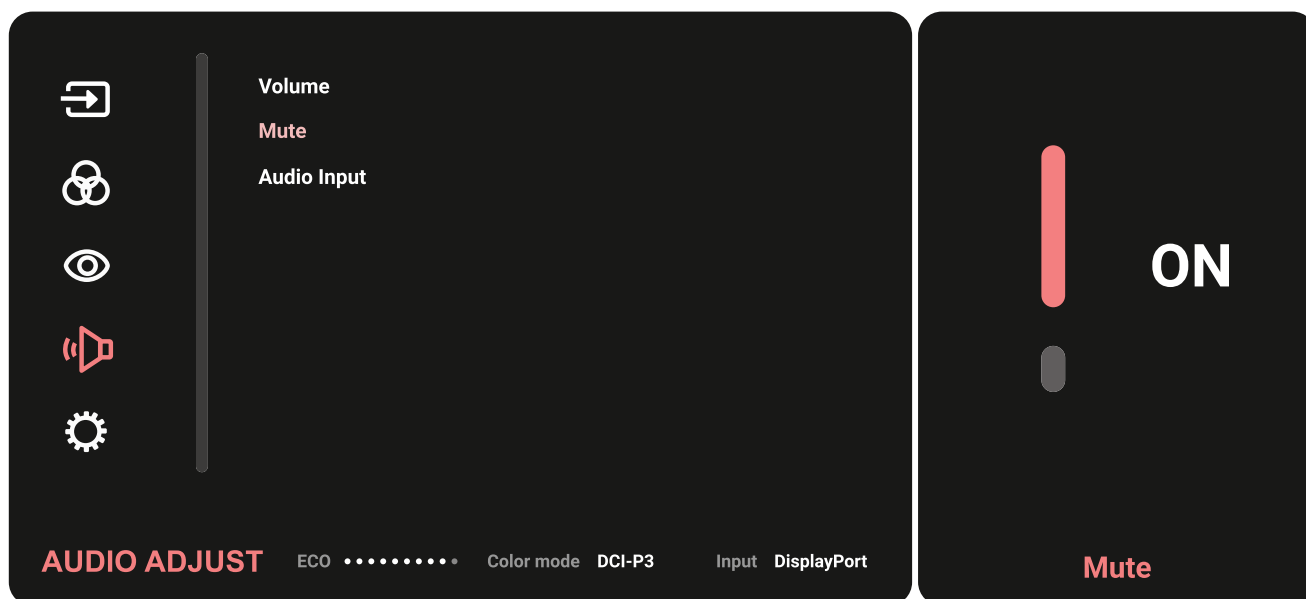 Volume
Mute
Audio Input
AUDIO ADJUST ECO Color mode DCI-P3 Input DisplayPort
ON
Mute